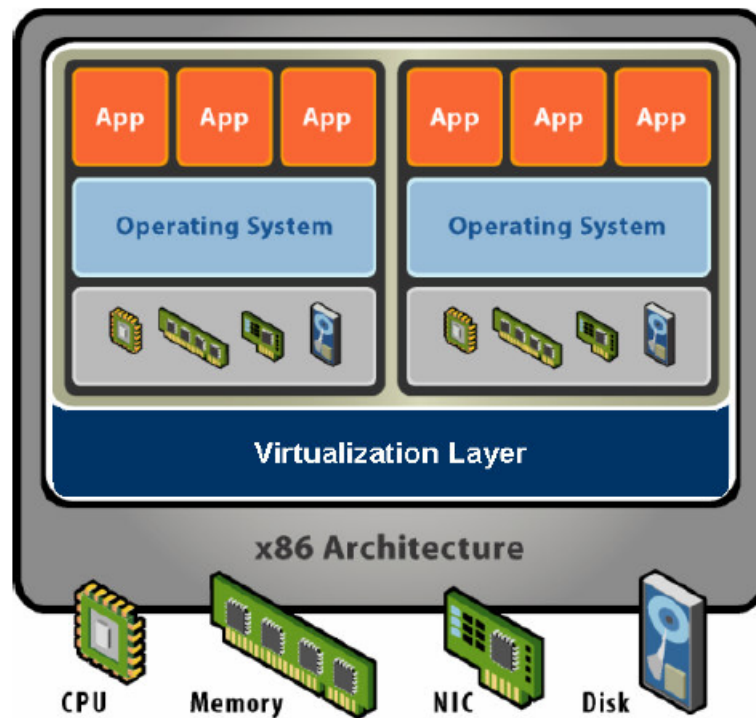 App App App App App App
Operating System Operating System
Virtualization Layer
x86 Architecture
CPU Memory NIC Disk